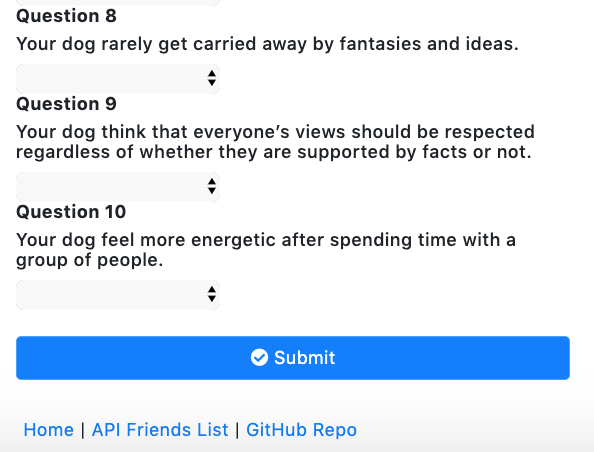 Question 8
Your dog rarely get carried away by fantasies and ideas.
Question 9
Your dog think that everyone’s views should be respected
regardless of whether they are supported by facts or not.
Question 10
Your dog feel more energetic after spending time with a
group of people.
Submit
Home | API Friends List | GitHub Repo